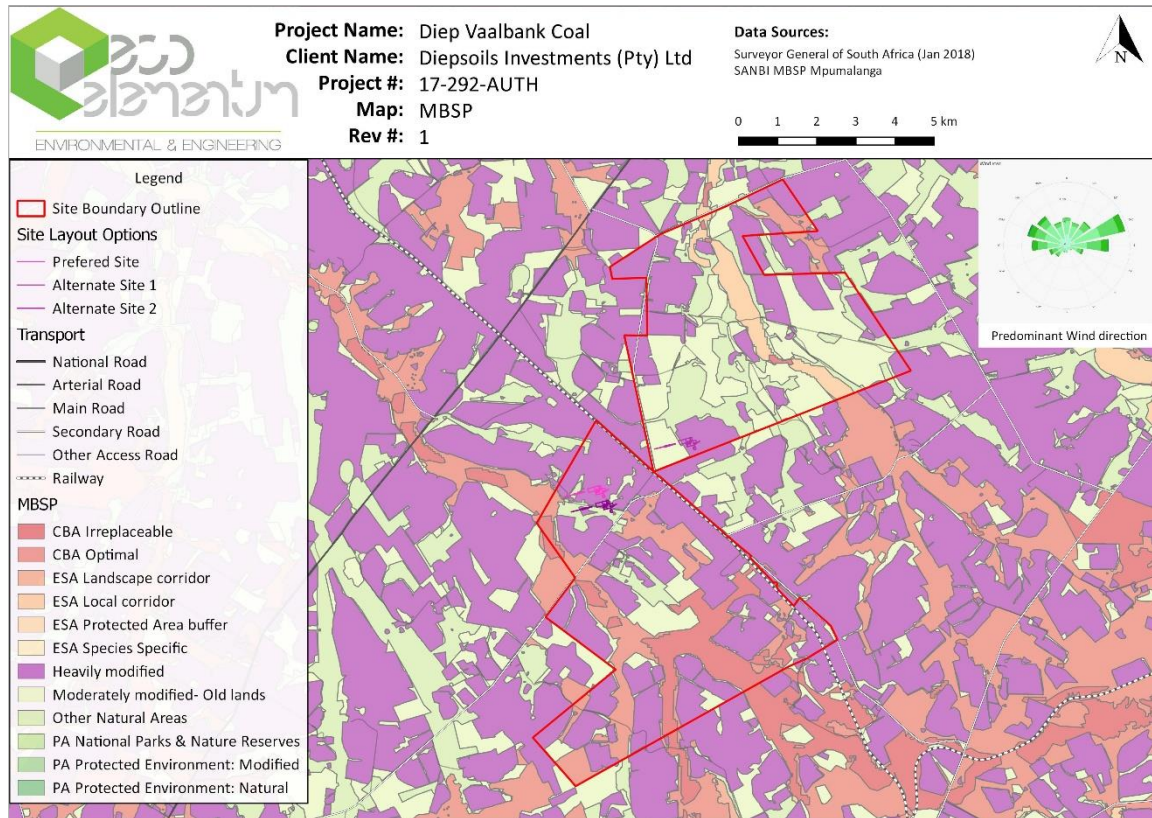 eco
elementum
ENVIRONMENTAL & ENGINEERING
Project Name: Diep Vaalbank Coal
Client Name: Diepsoils Investments (Pty) Ltd
Project #: 17-292-AUTH
Map: MBSP
Rev #: 1
Data Sources:
Surveyor General of South Africa (Jan 2018)
SANBI MBSP Mpumalanga
0 1 2 3 4 5 km
N
Legend
Site Boundary Outline
Site Layout Options
Prefered Site
Alternate Site 1
Alternate Site 2
Transport
National Road
Arterial Road
Main Road
Secondary Road
Other Access Road
Railway
MBSP
CBA Irreplaceable
CBA Optimal
ESA Landscape corridor
ESA Local corridor
ESA Protected Area buffer
ESA Species Specific
Heavily modified
Moderately modified- Old lands
Other Natural Areas
PA National Parks & Nature Reserves
PA Protected Environment: Modified
PA Protected Environment: Natural
Predominant Wind direction